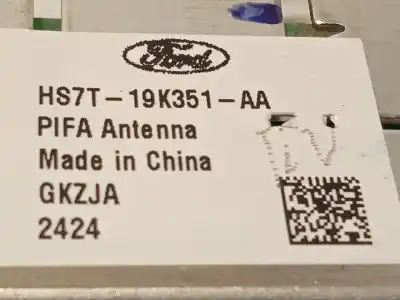 Ford
HS7T-19K351-AA
PIFA Antenna
Made in China
GKZJA
2424